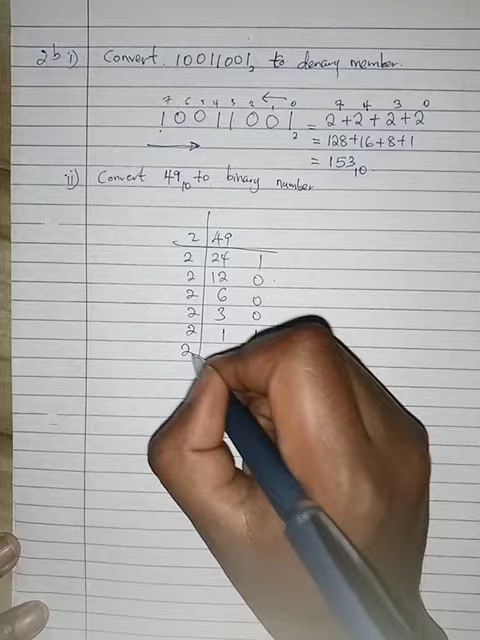 2b i) Convert 10011001₂ to denary member.
7 6 5 4 3 2 1 0
10011001₂ = 2⁷+2⁴+2³+2⁰
= 128+16+8+1
= 153₁₀.
ii) Convert 49₁₀ to binary number
2 49
2 24 1
2 12 0
2 6 0
2 3 0
2 1 1
2